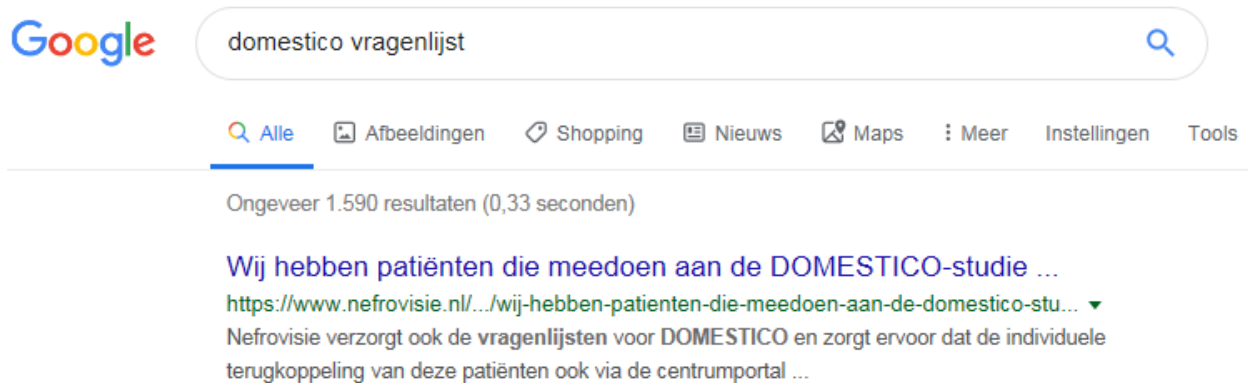 Google domestico vragenlijst
Alle Afbeeldingen Shopping Nieuws Maps Meer Instellingen Tools
Ongeveer 1.590 resultaten (0,33 seconden)
Wij hebben patiënten die meedoen aan de DOMESTICO-studie ...
https://www.nefrovisie.nl/.../wij-hebben-patienten-die-meedoen-aan-de-domestico-stu...
Nefrovisie verzorgt ook de vragenlijsten voor DOMESTICO en zorgt ervoor dat de individuele
terugkoppeling van deze patiënten ook via de centrumportal ...